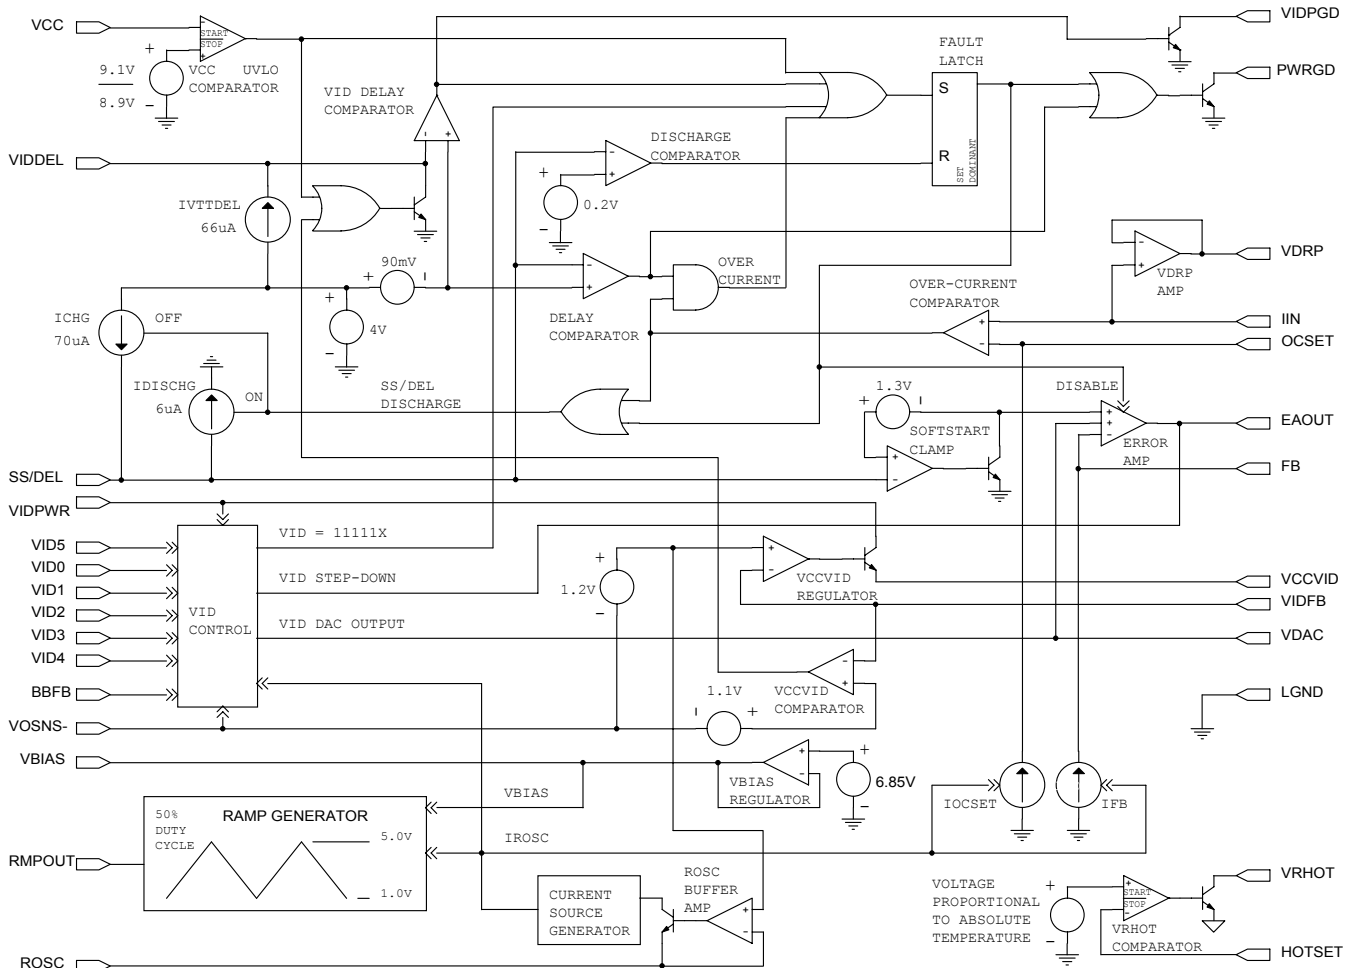 VCC
START
STOP
+
9.1V
8.9V
VCC UVLO
COMPARATOR
VID DELAY
COMPARATOR
FAULT
LATCH
S
R
SET
DOMINANT
VIDPGD
PWRGD
VIDDEL
DISCHARGE
COMPARATOR
0.2V
IVTTDEL
66uA
90mV
4V
OVER
CURRENT
DELAY
COMPARATOR
OVER-CURRENT
COMPARATOR
VDRP
AMP
VDRP
IIN
OCSET
ICHG
70uA
OFF
IDISCHG
6uA
ON
SS/DEL
DISCHARGE
1.3V
SOFTSTART
CLAMP
DISABLE
ERROR
AMP
EAOUT
FB
SS/DEL
VIDPWR
VID5
VID0
VID1
VID2
VID3
VID4
BBFB
VOSNS-
VID
CONTROL
VID = 11111X
VID STEP-DOWN
VID DAC OUTPUT
1.2V
VCCVID
REGULATOR
VCCVID
VIDFB
VDAC
1.1V
VCCVID
COMPARATOR
LGND
VBIAS
VBIAS
VBIAS
REGULATOR
6.85V
IOCSET
IFB
50%
DUTY
CYCLE
RAMP GENERATOR
5.0V
1.0V
RMPOUT
IROSC
CURRENT
SOURCE
GENERATOR
ROSC
BUFFER
AMP
VOLTAGE
PROPORTIONAL
TO ABSOLUTE
TEMPERATURE
START
STOP
VRHOT
COMPARATOR
VRHOT
HOTSET
ROSC